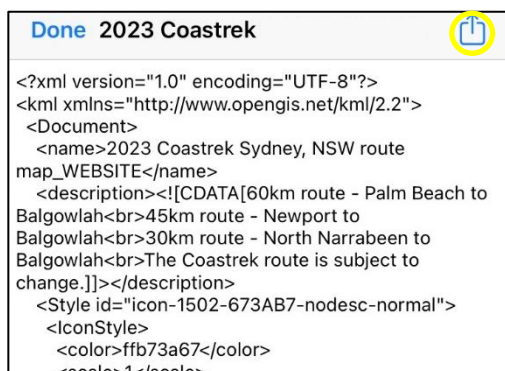 Done 2023 Coastrek
<?xml version="1.0" encoding="UTF-8"?>
<kml xmlns="http://www.opengis.net/kml/2.2">
<Document>
<name>2023 Coastrek Sydney, NSW route
map_WEBSITE</name>
<description><![CDATA[60km route - Palm Beach to
Balgowlah<br>45km route - Newport to
Balgowlah<br>30km route - North Narrabeen to
Balgowlah<br>The Coastrek route is subject to
change.]]></description>
<Style id="icon-1502-673AB7-nodesc-normal">
<IconStyle>
<color>ffb73a67</color>
<scale>1</scale>